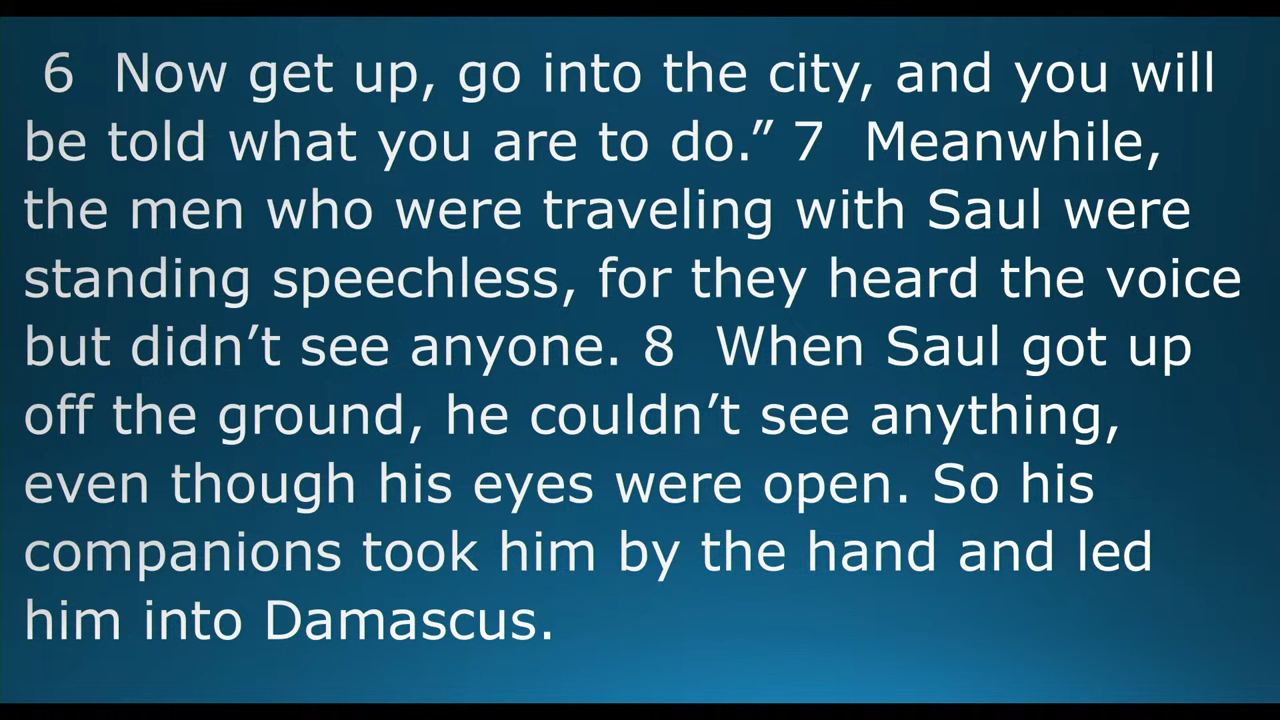 6 Now get up, go into the city, and you will
be told what you are to do.” 7 Meanwhile,
the men who were traveling with Saul were
standing speechless, for they heard the voice
but didn’t see anyone. 8 When Saul got up
off the ground, he couldn’t see anything,
even though his eyes were open. So his
companions took him by the hand and led
him into Damascus.